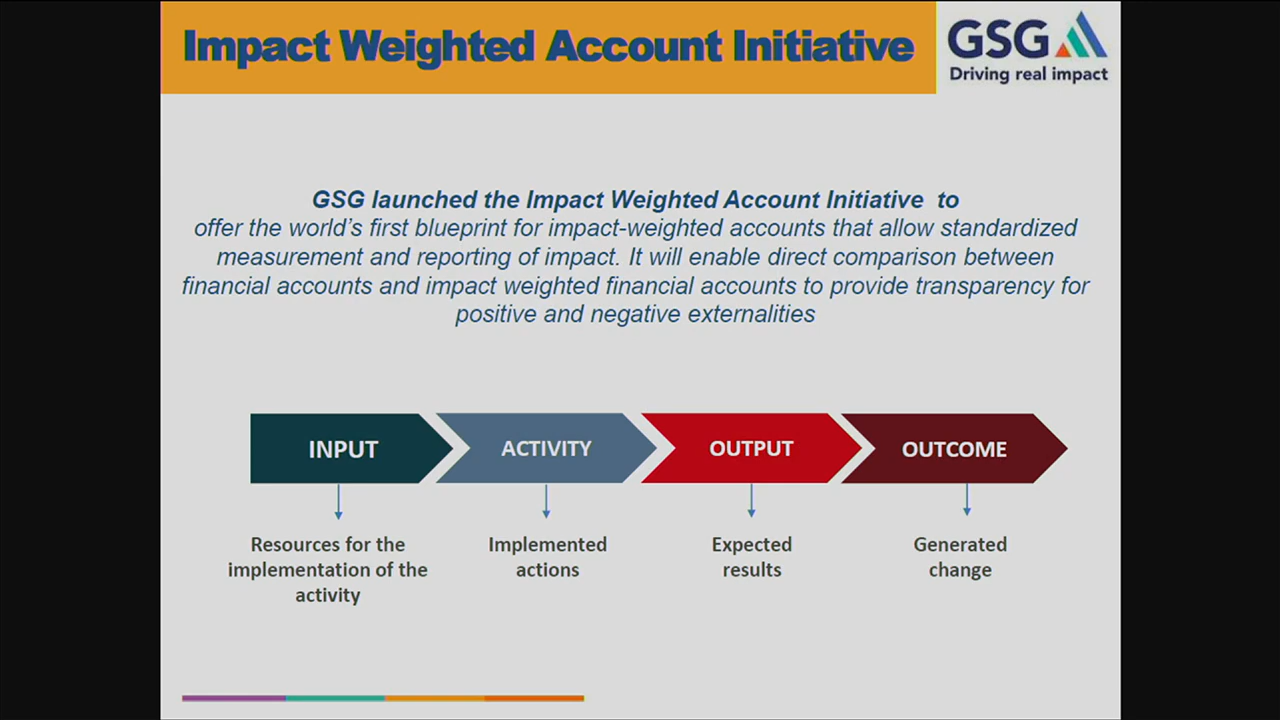 Impact Weighted Account Initiative
GSG
Driving real impact
GSG launched the Impact Weighted Account Initiative to
offer the world's first blueprint for impact-weighted accounts that allow standardized
measurement and reporting of impact. It will enable direct comparison between
financial accounts and impact weighted financial accounts to provide transparency for
positive and negative externalities
INPUT
ACTIVITY
OUTPUT
OUTCOME
Resources for the
implementation of the
activity
Implemented
actions
Expected
results
Generated
change